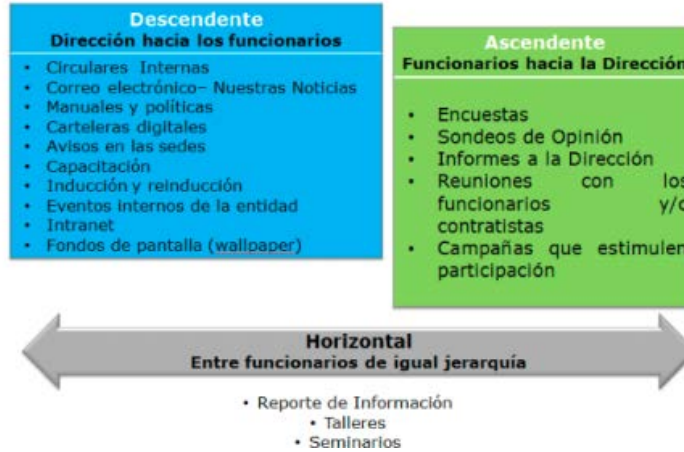 Descendente
Dirección hacia los funcionarios
• Circulares Internas
• Correo electrónico– Nuestras Noticias
• Manuales y políticas
• Carteleras digitales
• Avisos en las sedes
• Capacitación
• Inducción y reinducción
• Eventos internos de la entidad
• Intranet
• Fondos de pantalla (wallpaper)
Ascendente
Funcionarios hacia la Dirección
• Encuestas
• Sondeos de Opinión
• Informes a la Dirección
• Reuniones con los
funcionarios y/o
contratistas
• Campañas que estimulen
participación
Horizontal
Entre funcionarios de igual jerarquía
• Reporte de Información
• Talleres
• Seminarios